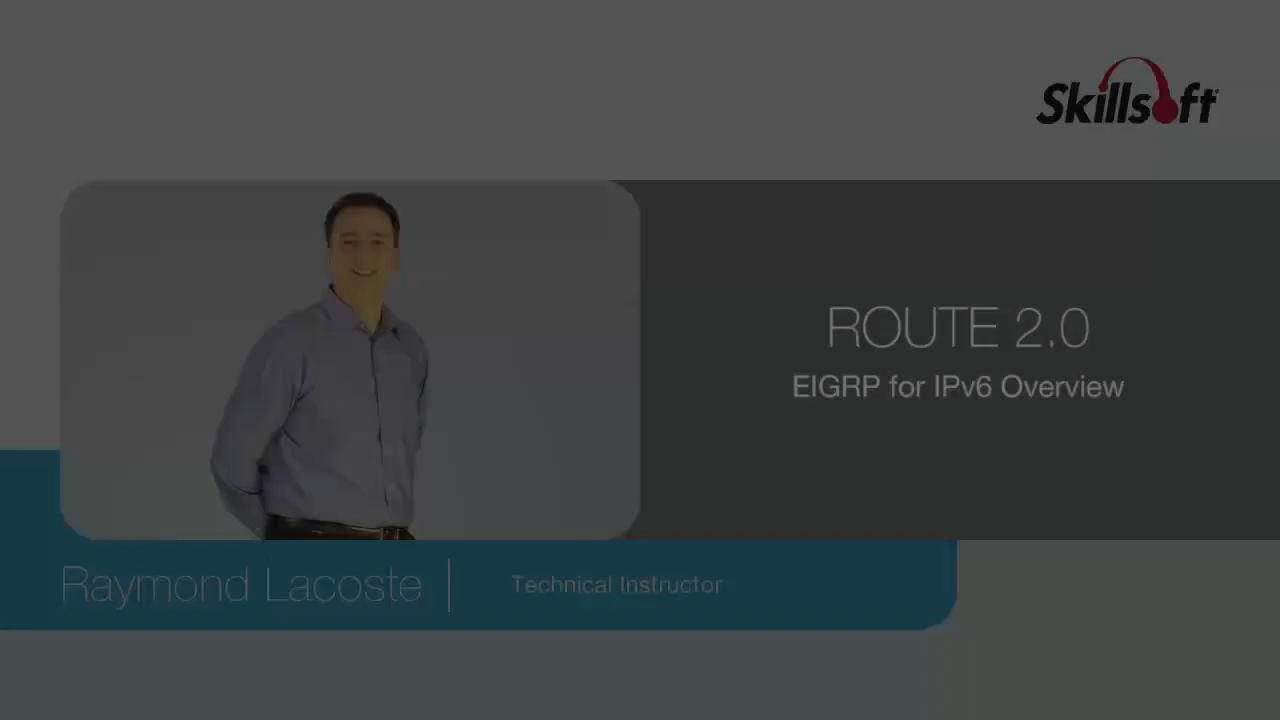 Skillsoft
ROUTE 2.0
EIGRP for IPv6 Overview
Raymond Lacoste
Technical Instructor